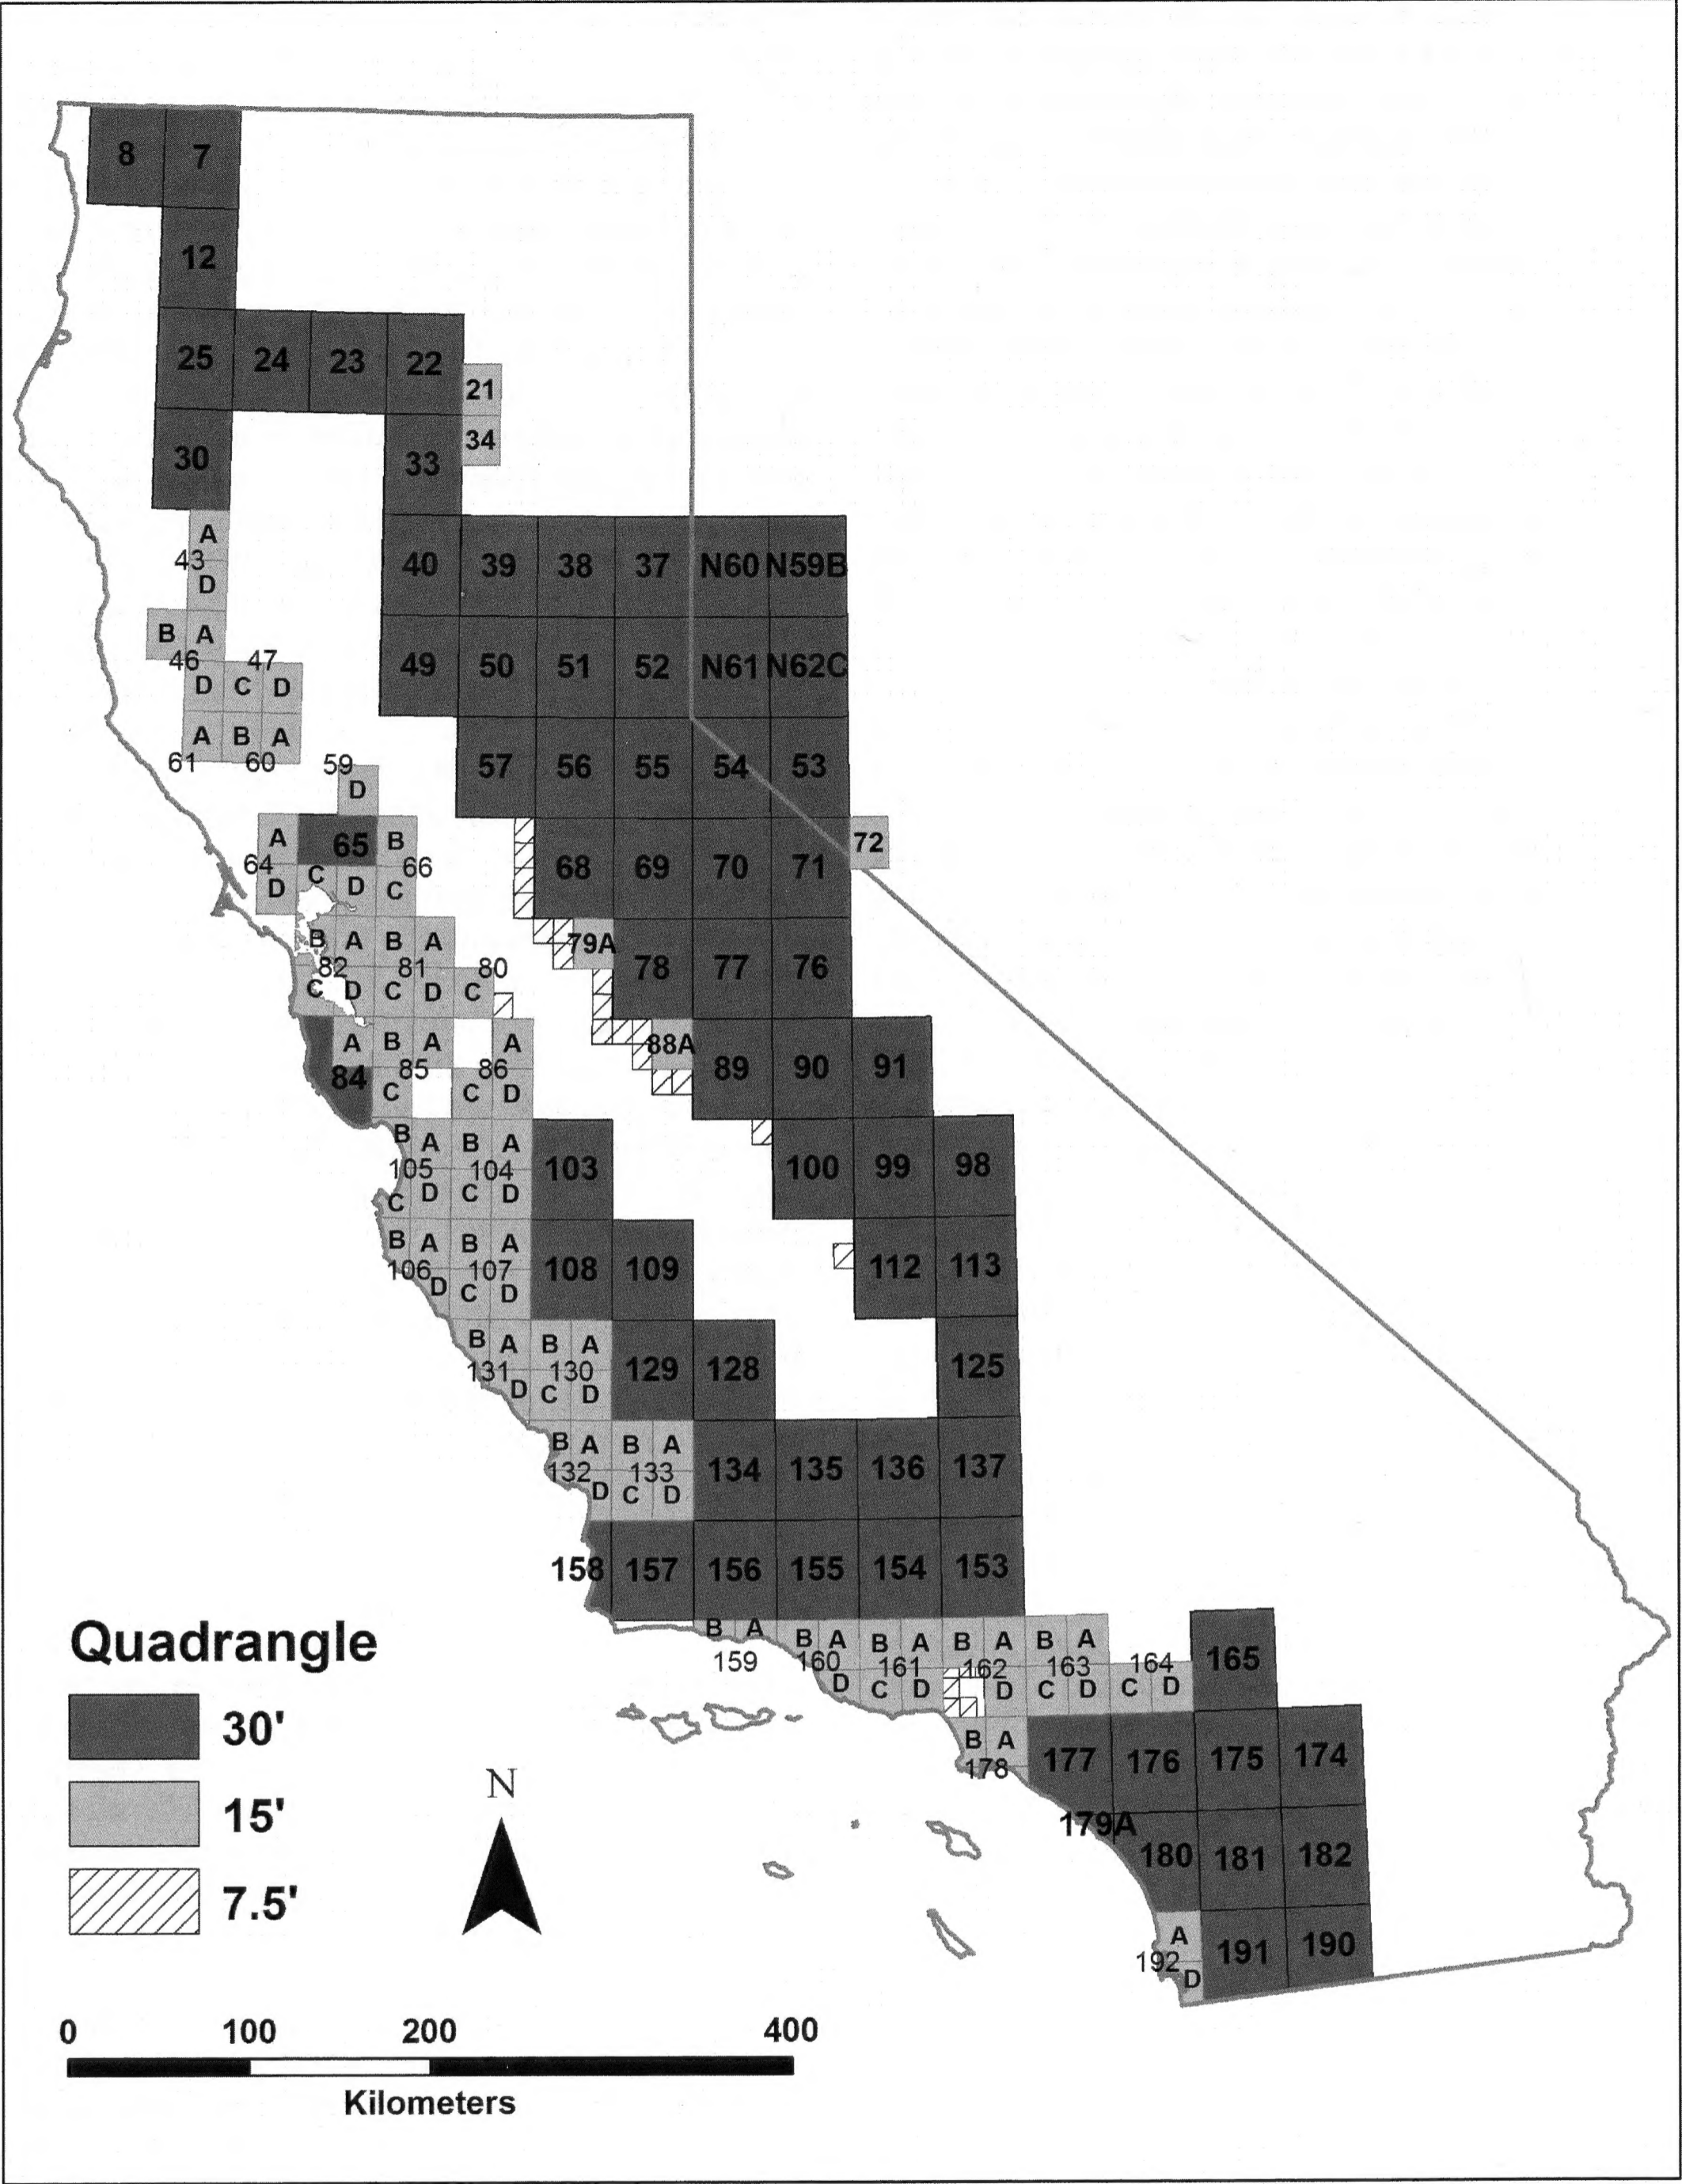 8 7
12
25 24 23 22
21
34
30 33
A
43
D
40 39 38 37 N60 N59B
B A
46 47
D C D
49 50 51 52 N61 N62C
A B A
61 60 59
D
57 56 55 54 53
A 65 B
64 66
D C D C
68 69 70 71 72
B A B A
82 81 80
C D C D C
79A 78 77 76
A B A A
84 85 86
C C D
88A 89 90 91
B A B A
105 104 103
C D C D
100 99 98
B A B A
106 107 108 109
D C D
112 113
B A B A
131 130 129 128
D C D
125
B A B A
132 133 134 135 136 137
D C D
158 157 156 155 154 153
B A B A B A B A B A
159 160 161 162 163 164 165
D C D D C D C D
B A
178 177 176 175 174
179A 180 181 182
A
192 191 190
D
Quadrangle
30'
15'
7.5'
N
0 100 200 400
Kilometers